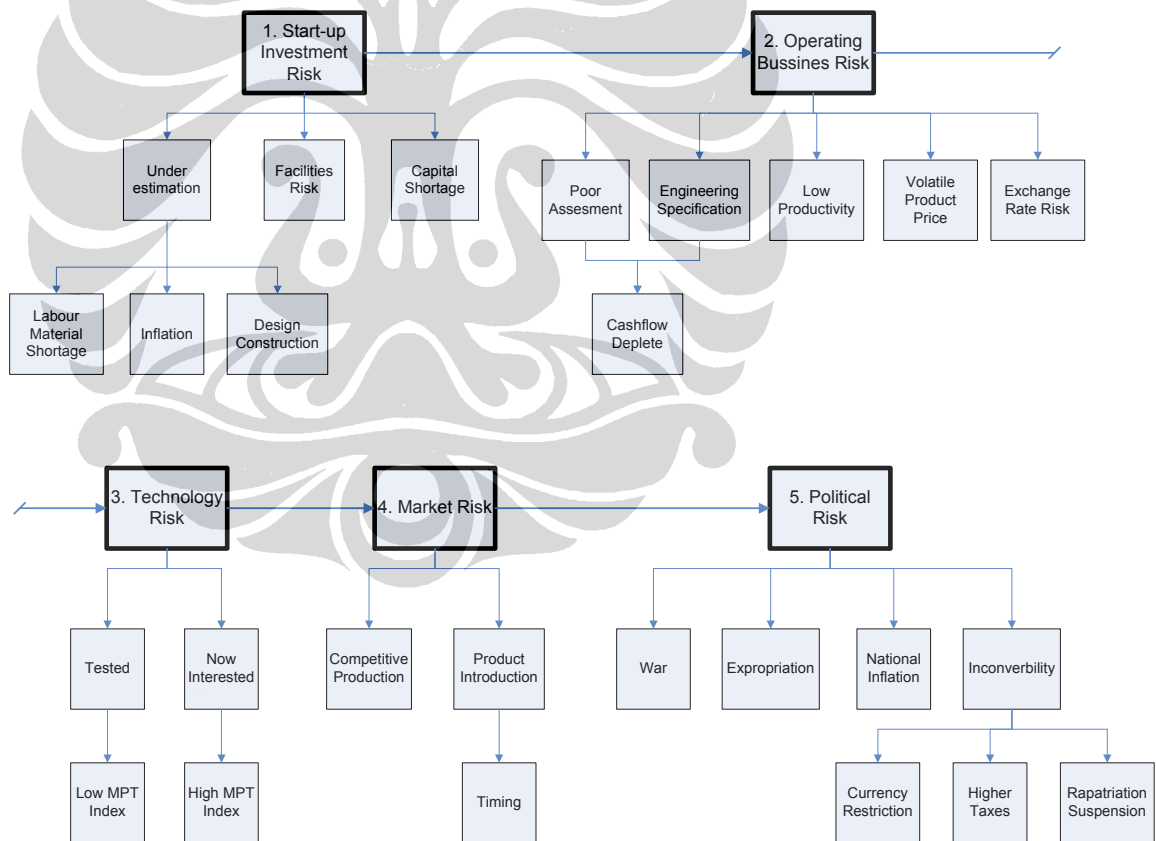 1. Start-up
Investment
Risk
2. Operating
Bussines Risk
Under
estimation
Facilities
Risk
Capital
Shortage
Poor
Assesment
Engineering
Specification
Low
Productivity
Volatile
Product
Price
Exchange
Rate Risk
Labour
Material
Shortage
Inflation
Design
Construction
Cashflow
Deplete
3. Technology
Risk
4. Market Risk
5. Political
Risk
Tested
Now
Interested
Competitive
Production
Product
Introduction
War
Expropriation
National
Inflation
Inconverbility
Low MPT
Index
High MPT
Index
Timing
Currency
Restriction
Higher
Taxes
Rapatriation
Suspension